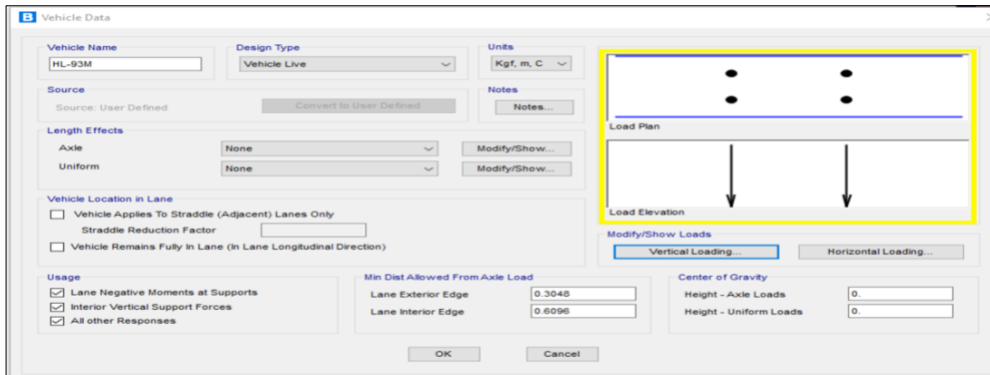 B Vehicle Data
Vehicle Name
HL-93M
Design Type
Vehicle Live
Units
Kgf, m, C
Source
Source: User Defined
Convert to User Defined
Notes
Notes...
Length Effects
Axle
None
Modify/Show...
Uniform
None
Modify/Show...
Vehicle Location in Lane
Vehicle Applies To Straddle (Adjacent) Lanes Only
Straddle Reduction Factor
Vehicle Remains Fully In Lane (In Lane Longitudinal Direction)
Load Plan
Load Elevation
Modify/Show Loads
Vertical Loading...
Horizontal Loading...
Usage
Lane Negative Moments at Supports
Interior Vertical Support Forces
All other Responses
Min Dist Allowed From Axle Load
Lane Exterior Edge
0.3048
Lane Interior Edge
0.6096
Center of Gravity
Height - Axle Loads
0.
Height - Uniform Loads
0.
OK
Cancel